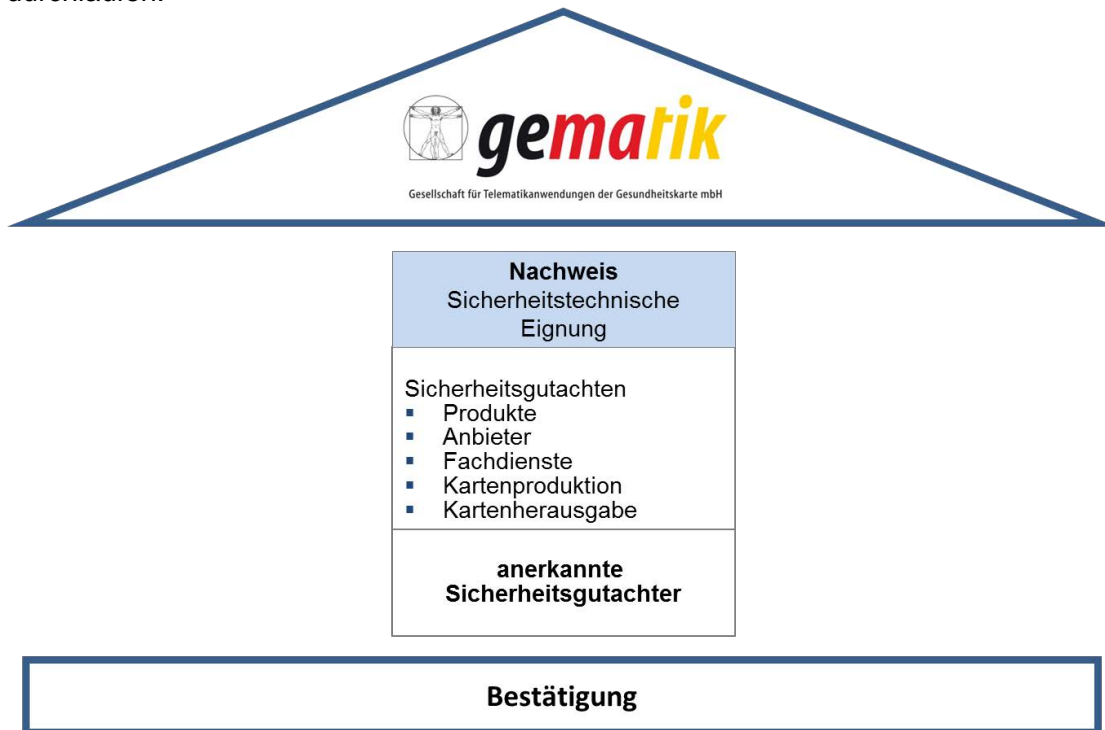 gematik
Gesellschaft für Telematikanwendungen der Gesundheitskarte mbH
Nachweis
Sicherheitstechnische
Eignung
Sicherheitsgutachten
▪ Produkte
▪ Anbieter
▪ Fachdienste
▪ Kartenproduktion
▪ Kartenherausgabe
anerkannte
Sicherheitsgutachter
Bestätigung